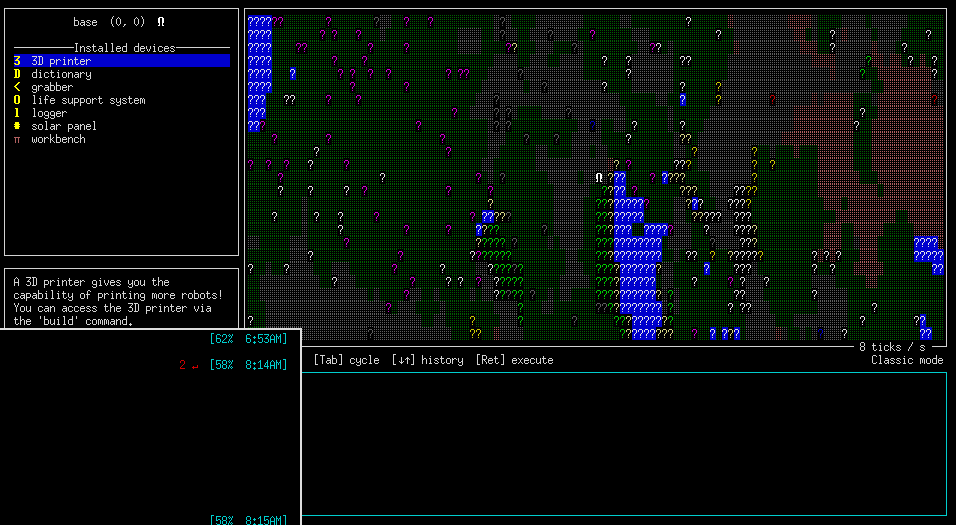 base (0, 0) Ω
Installed devices
3 3D printer
D dictionary
< grabber
O life support system
l logger
# solar panel
π workbench
A 3D printer gives you the
capability of printing more robots!
You can access the 3D printer via
the 'build' command.
8 ticks / s
[Tab] cycle [↓↑] history [Ret] execute
Classic mode
[62% 6:53AM]
2 ↵ [58% 8:14AM]
[58% 8:15AM]